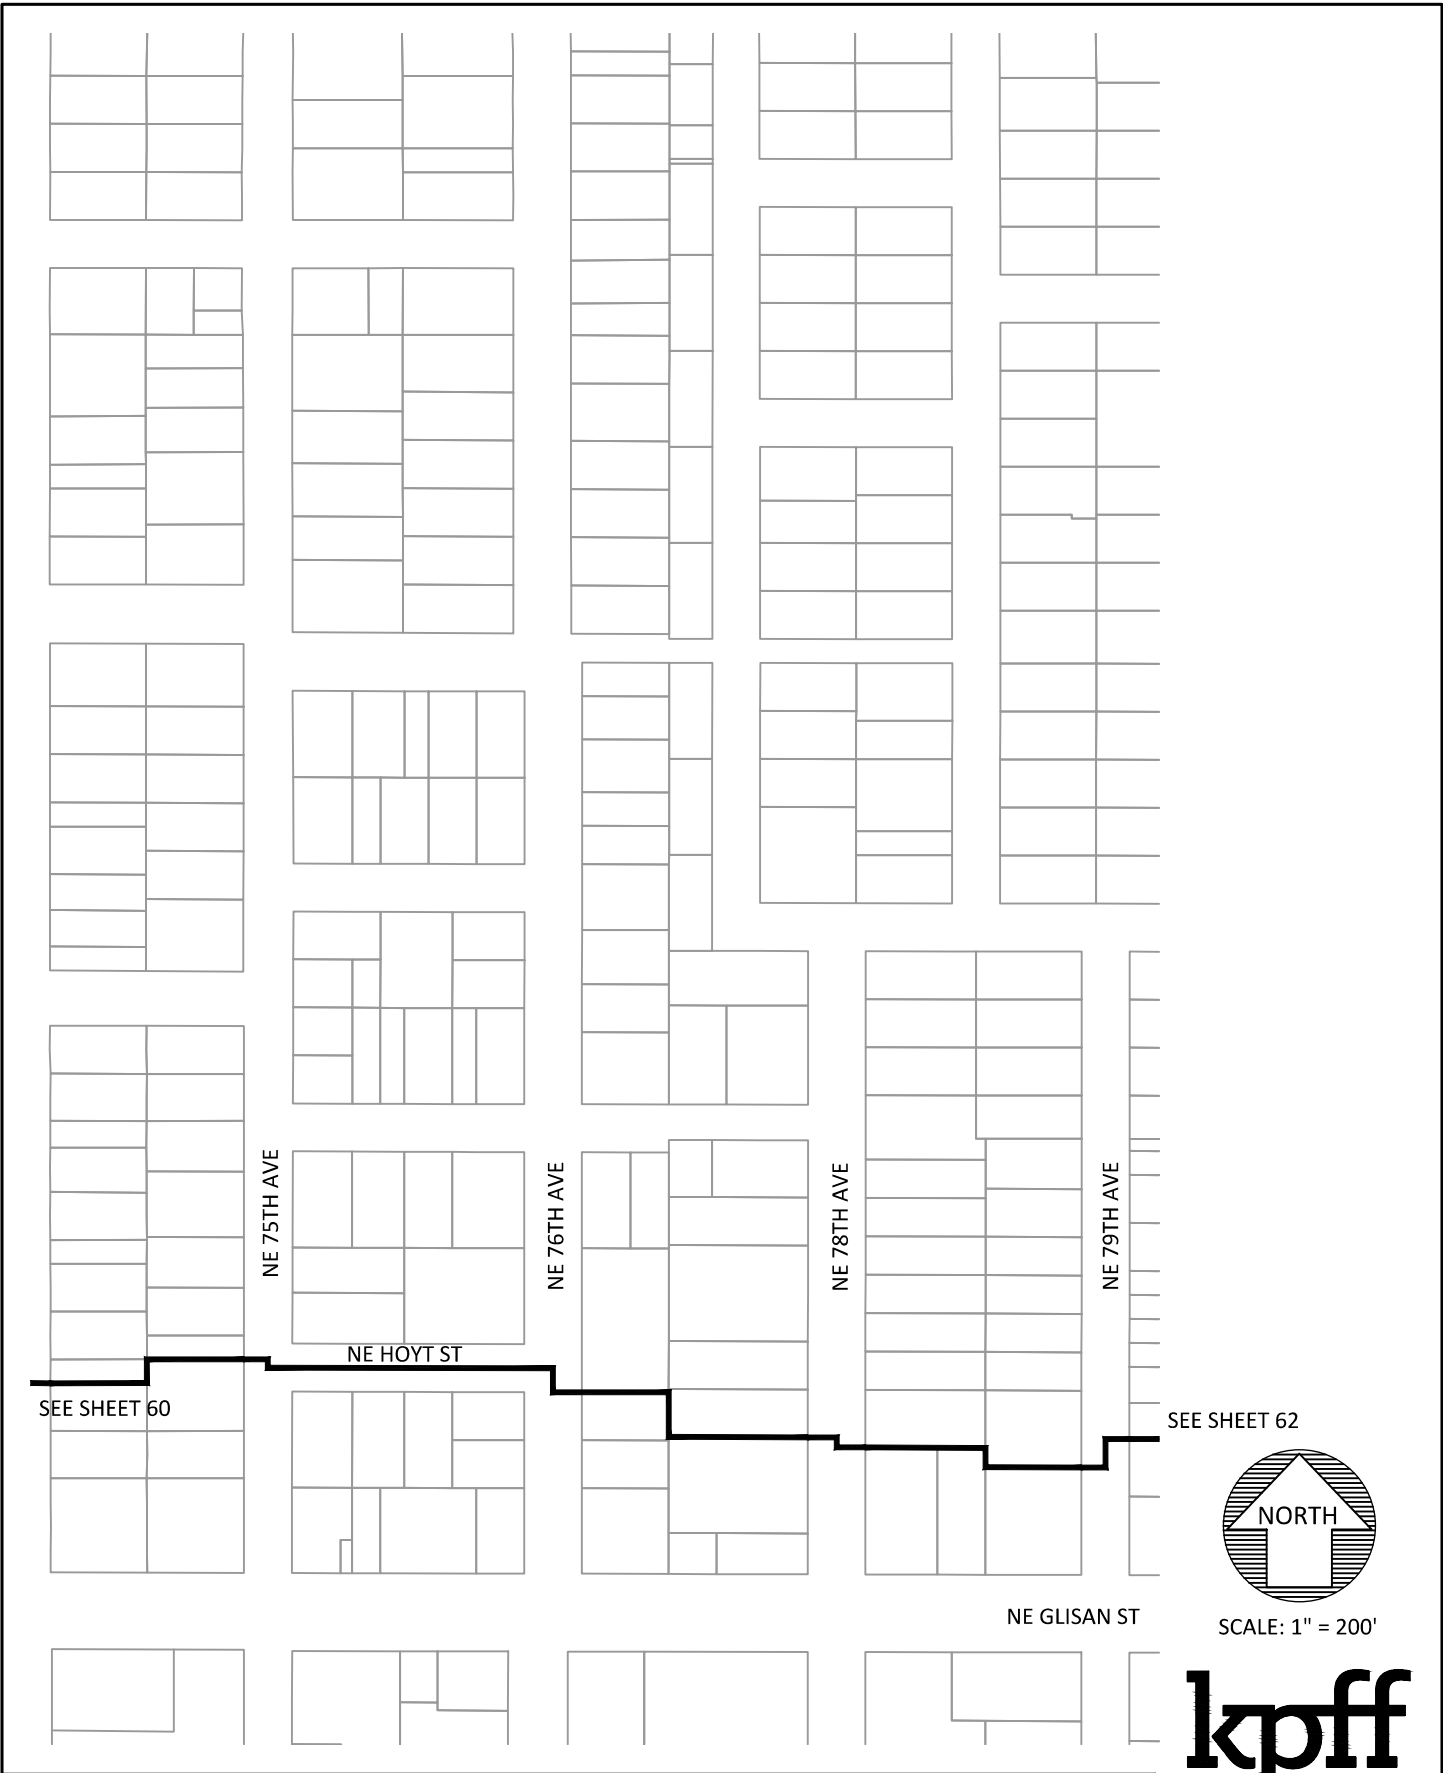 NE 75TH AVE
NE 76TH AVE
NE 78TH AVE
NE 79TH AVE
NE HOYT ST
SEE SHEET 60
SEE SHEET 62
NORTH
NE GLISAN ST
SCALE: 1" = 200'
kpff